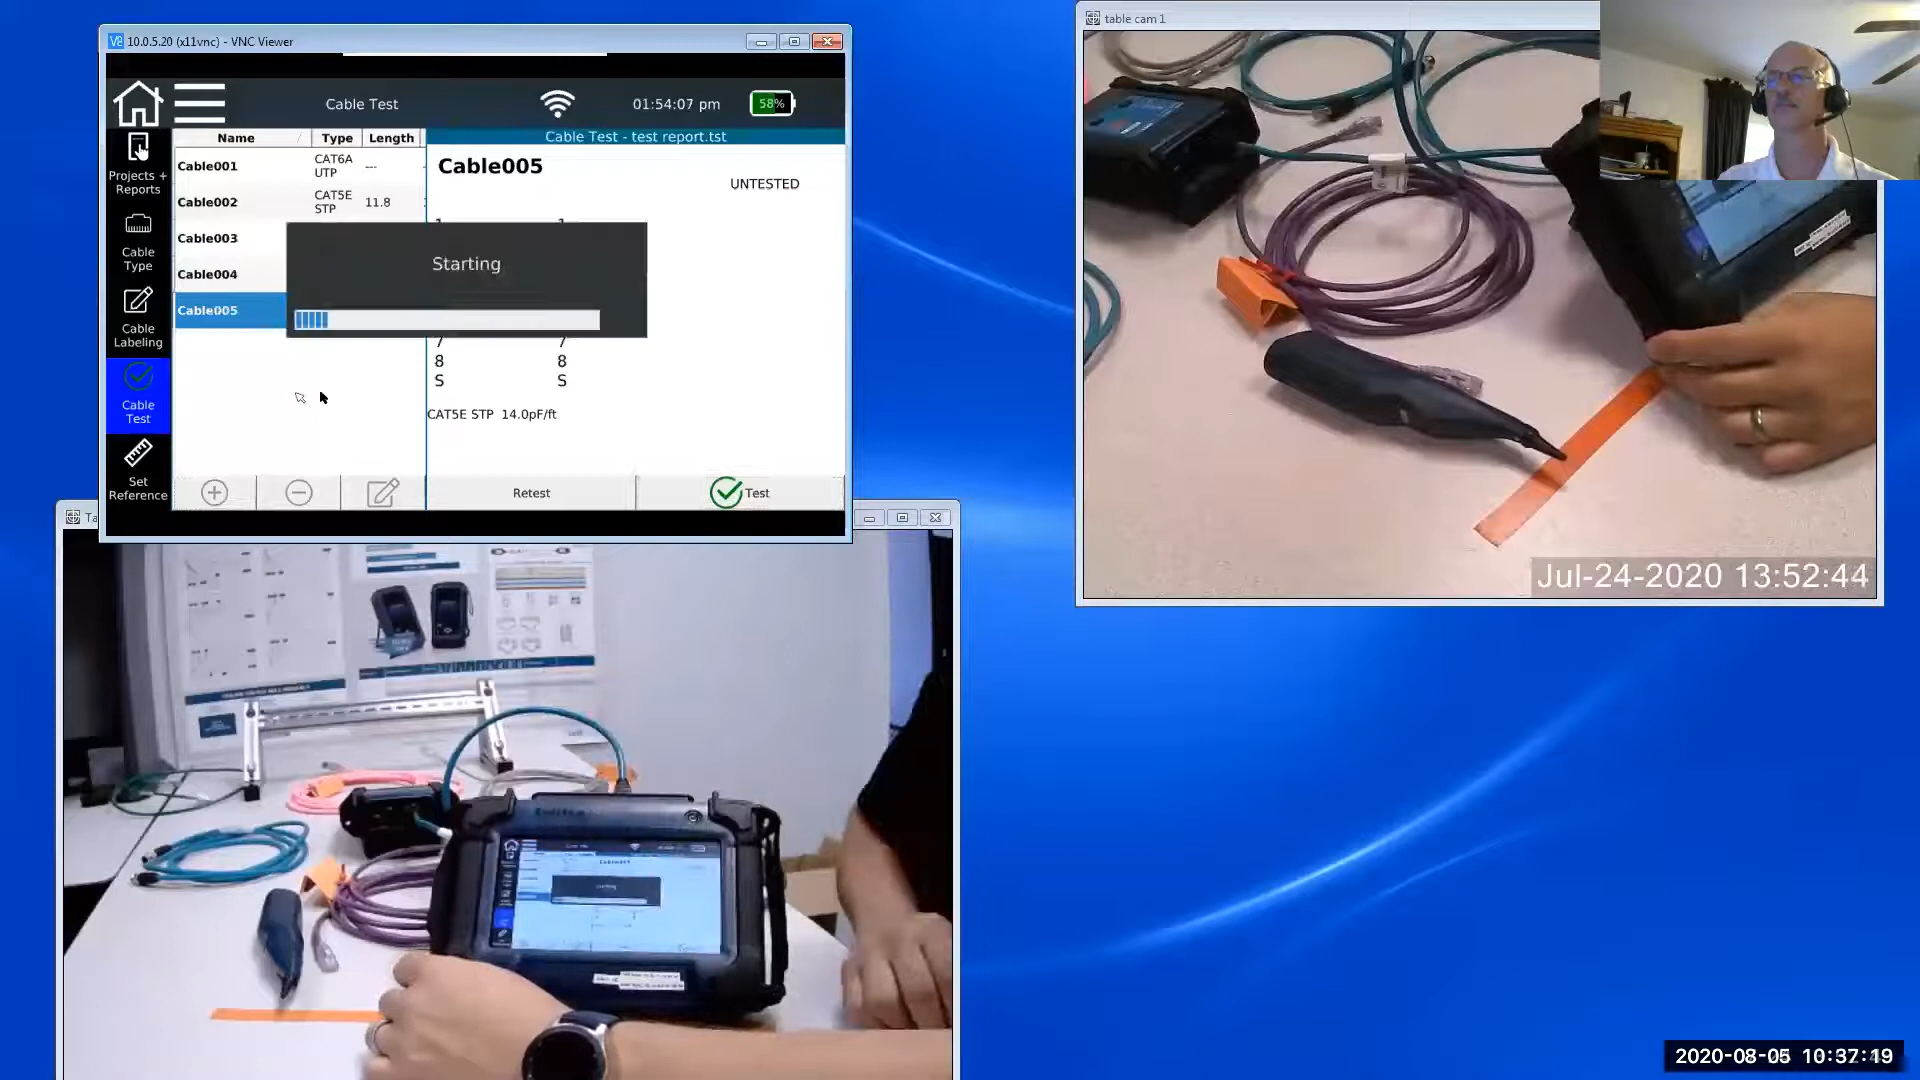 10.0.5.20 (x11vnc) - VNC Viewer
Cable Test
01:54:07 pm
58%
Projects +
Reports
Cable
Type
Cable
Labeling
Cable
Test
Set
Reference
Name
Type
Length
Cable001
CAT6A
UTP
---
Cable002
CAT5E
STP
11.8
Cable003
Cable004
Cable005
Cable Test - test report.tst
Cable005
UNTESTED
Starting
7
7
8
8
S
S
CAT5E STP 14.0pF/ft
Retest
Test
table cam 1
Jul-24-2020 13:52:44
2020-08-05 10:37:49